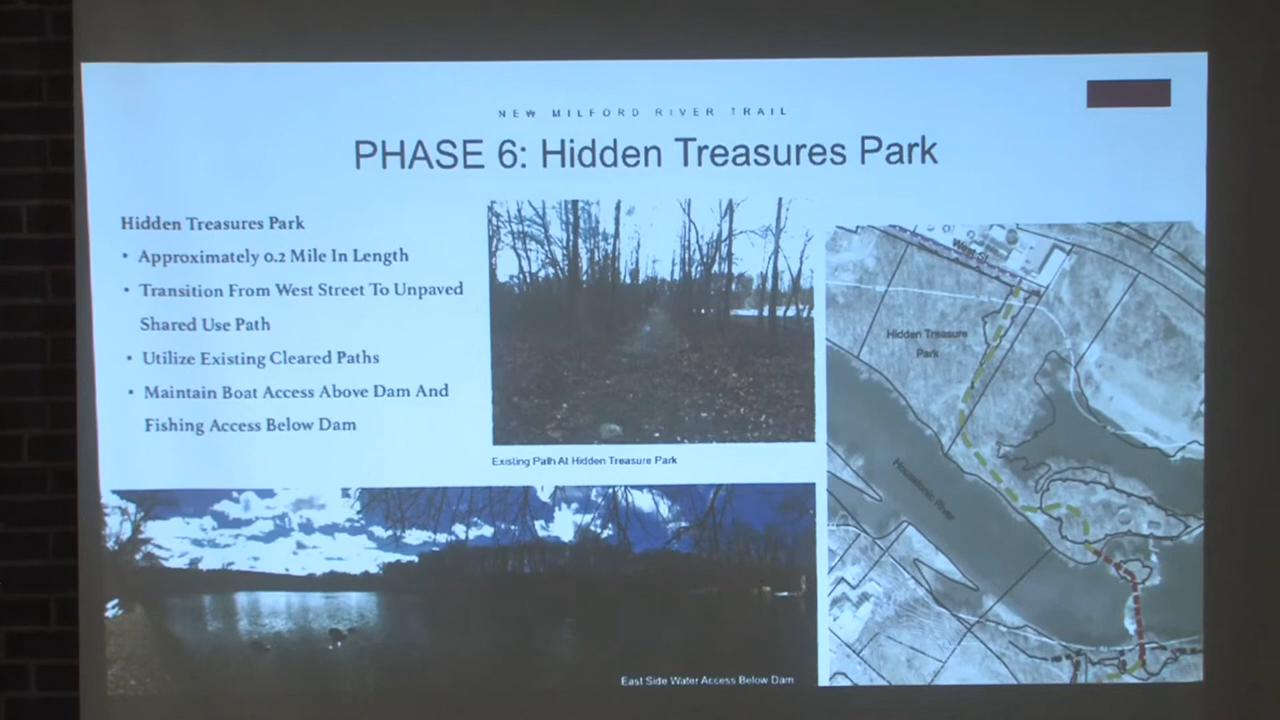 NEW MILFORD RIVER TRAIL
PHASE 6: Hidden Treasures Park
Hidden Treasures Park
• Approximately 0.2 Mile In Length
• Transition From West Street To Unpaved
Shared Use Path
• Utilize Existing Cleared Paths
• Maintain Boat Access Above Dam And
Fishing Access Below Dam
Existing Path At Hidden Treasure Park
East Side Water Access Below Dam
West St
Hidden Treasure
Park
Housatonic River